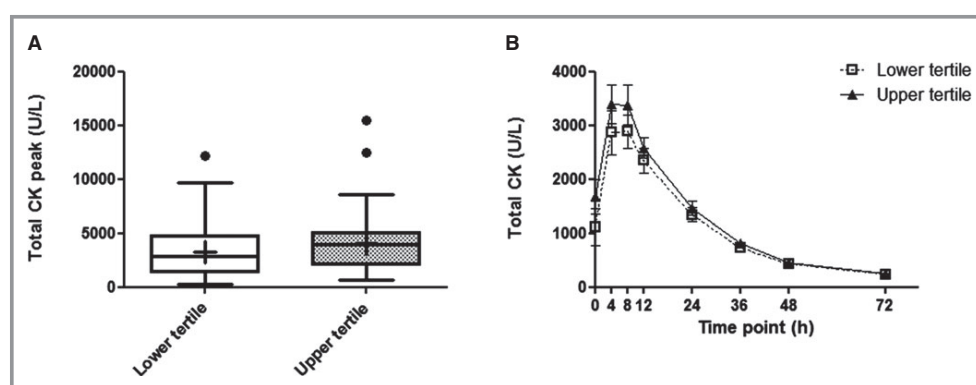 A
Total CK peak (U/L)
20000
15000
10000
5000
0
Lower tertile
Upper tertile
B
Total CK (U/L)
4000
3000
2000
1000
0
0 4 8 12 24 36 48 72
Time point (h)
Lower tertile
Upper tertile